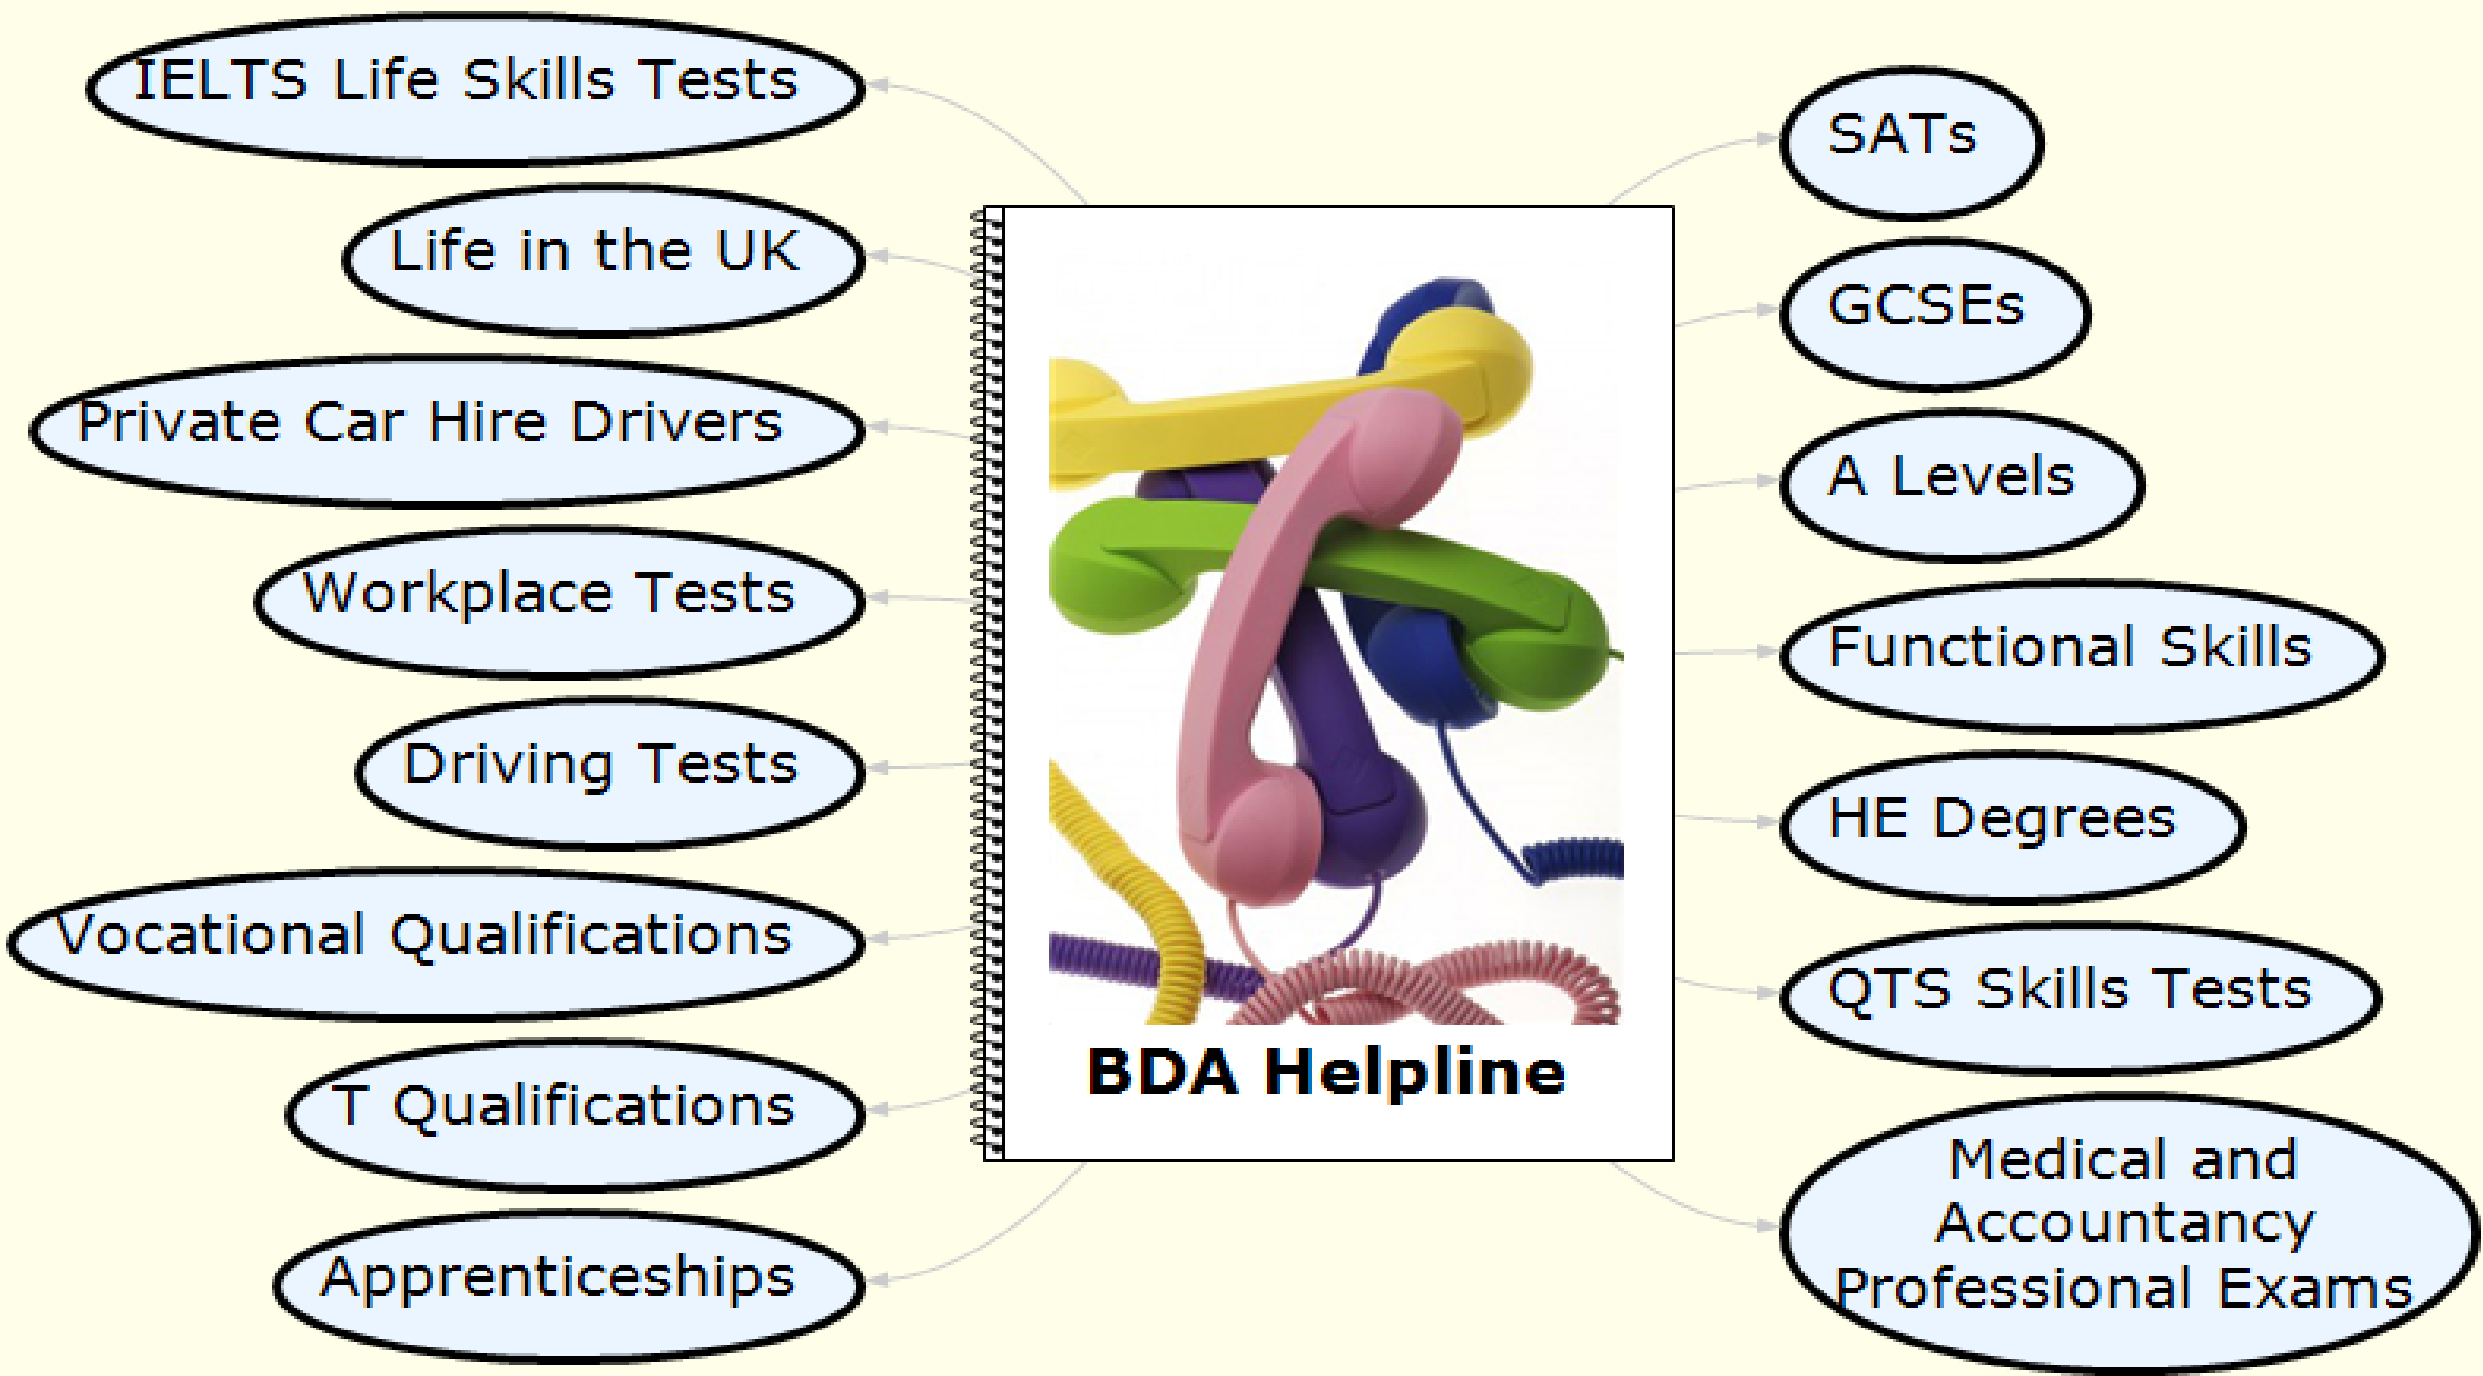 IELTS Life Skills Tests
Life in the UK
Private Car Hire Drivers
Workplace Tests
Driving Tests
Vocational Qualifications
T Qualifications
Apprenticeships
BDA Helpline
SATs
GCSEs
A Levels
Functional Skills
HE Degrees
QTS Skills Tests
Medical and
Accountancy
Professional Exams